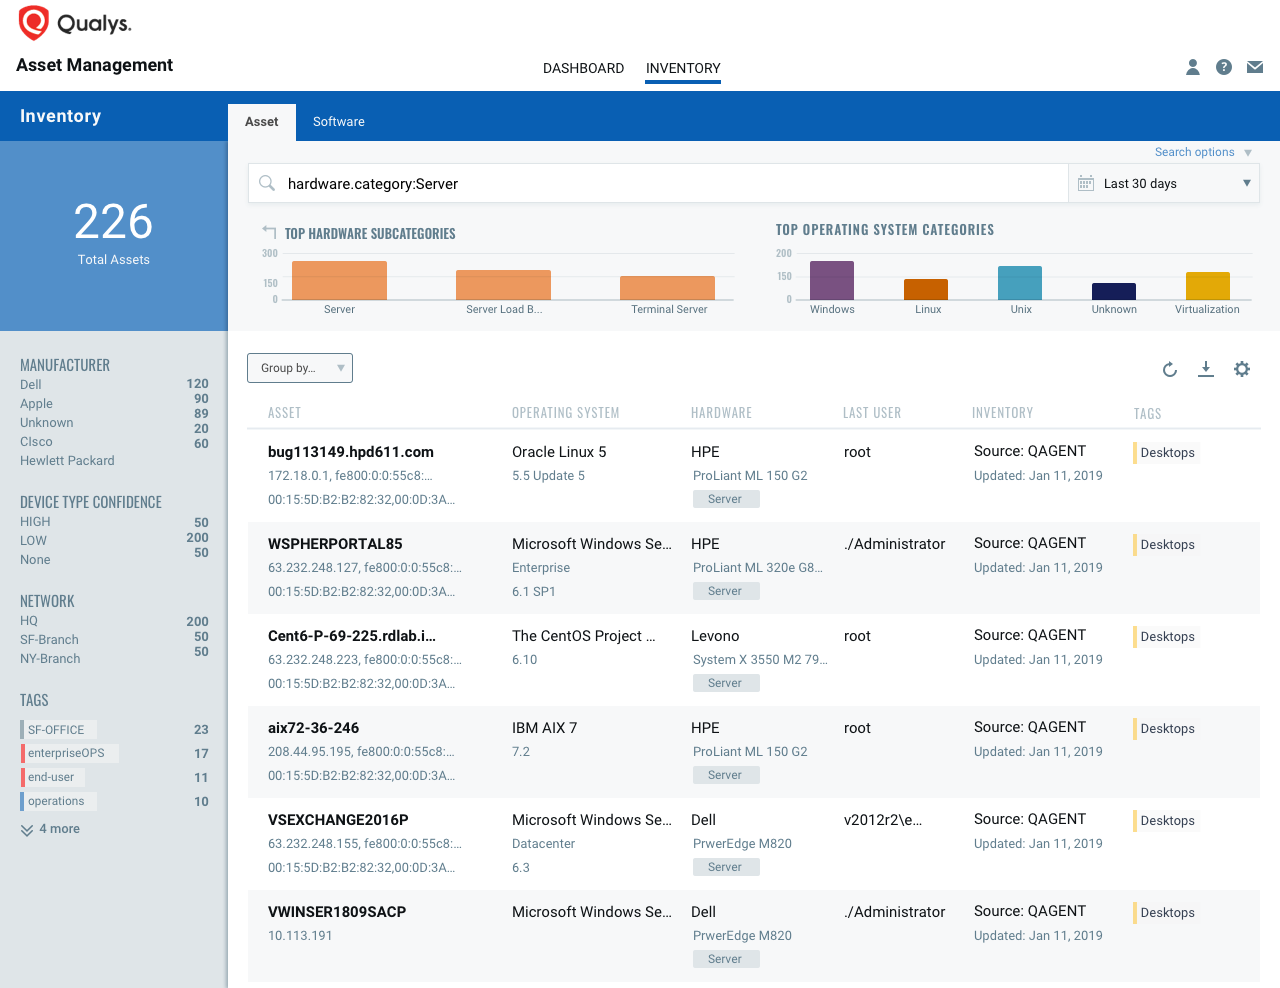 Qualys.
Asset Management
DASHBOARD INVENTORY
?
Inventory
Asset Software
Search options
hardware.category:Server
Last 30 days
226
Total Assets
TOP HARDWARE SUBCATEGORIES
300
150
0
Server Server Load B... Terminal Server
TOP OPERATING SYSTEM CATEGORIES
200
150
0
Windows Linux Unix Unknown Virtualization
MANUFACTURER
Dell 120
Apple 90
Unknown 89
CIsco 20
Hewlett Packard 60
DEVICE TYPE CONFIDENCE
HIGH 50
LOW 200
None 50
NETWORK
HQ 200
SF-Branch 50
NY-Branch 50
TAGS
SF-OFFICE 23
enterpriseOPS 17
end-user 11
operations 10
4 more
Group by...
ASSET OPERATING SYSTEM HARDWARE LAST USER INVENTORY TAGS
bug113149.hpd611.com Oracle Linux 5 HPE root Source: QAGENT Desktops
172.18.0.1, fe800:0:0:55c8:... 5.5 Update 5 ProLiant ML 150 G2 Updated: Jan 11, 2019
00:15:5D:B2:B2:82:32,00:0D:3A... Server
WSPHERPORTAL85 Microsoft Windows Se... HPE ./Administrator Source: QAGENT Desktops
63.232.248.127, fe800:0:0:55c8:... Enterprise ProLiant ML 320e G8... Updated: Jan 11, 2019
00:15:5D:B2:B2:82:32,00:0D:3A... 6.1 SP1 Server
Cent6-P-69-225.rdlab.i... The CentOS Project ... Levono root Source: QAGENT Desktops
63.232.248.223, fe800:0:0:55c8:... 6.10 System X 3550 M2 79... Updated: Jan 11, 2019
00:15:5D:B2:B2:82:32,00:0D:3A... Server
aix72-36-246 IBM AIX 7 HPE root Source: QAGENT Desktops
208.44.95.195, fe800:0:0:55c8:... 7.2 ProLiant ML 150 G2 Updated: Jan 11, 2019
00:15:5D:B2:B2:82:32,00:0D:3A... Server
VSEXCHANGE2016P Microsoft Windows Se... Dell v2012r2\e... Source: QAGENT Desktops
63.232.248.155, fe800:0:0:55c8:... Datacenter PrwerEdge M820 Updated: Jan 11, 2019
00:15:5D:B2:B2:82:32,00:0D:3A... 6.3 Server
VWINSER1809SACP Microsoft Windows Se... Dell ./Administrator Source: QAGENT Desktops
10.113.191 PrwerEdge M820 Updated: Jan 11, 2019
Server